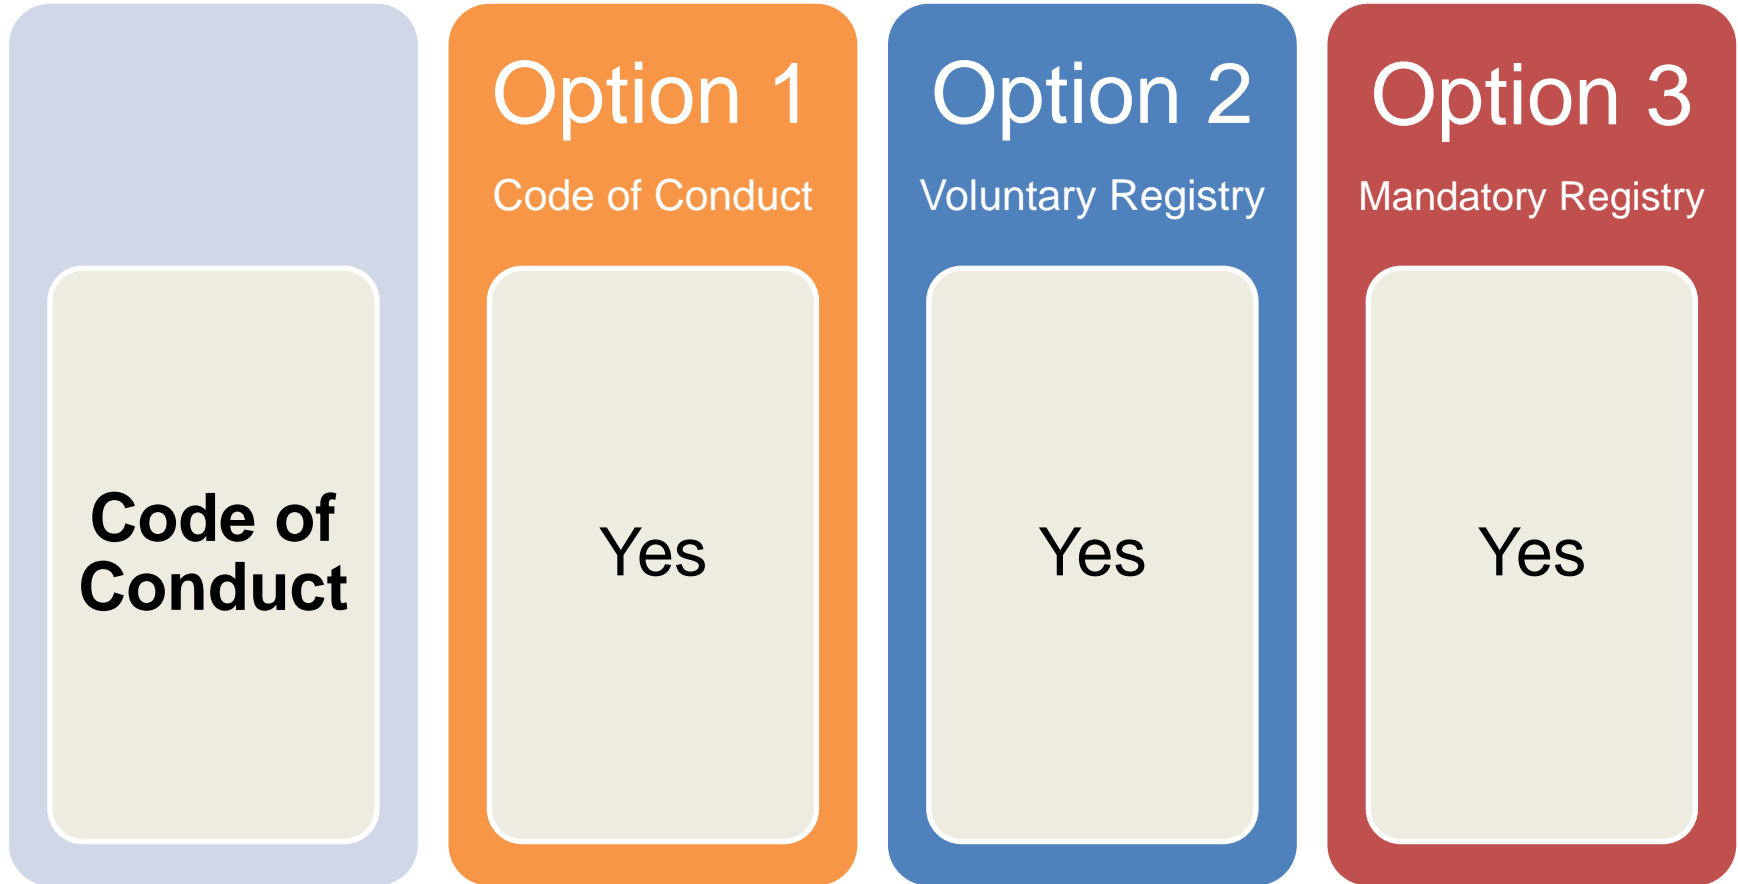 Option 1
Code of Conduct
Option 2
Voluntary Registry
Option 3
Mandatory Registry
Code of
Conduct
Yes
Yes
Yes